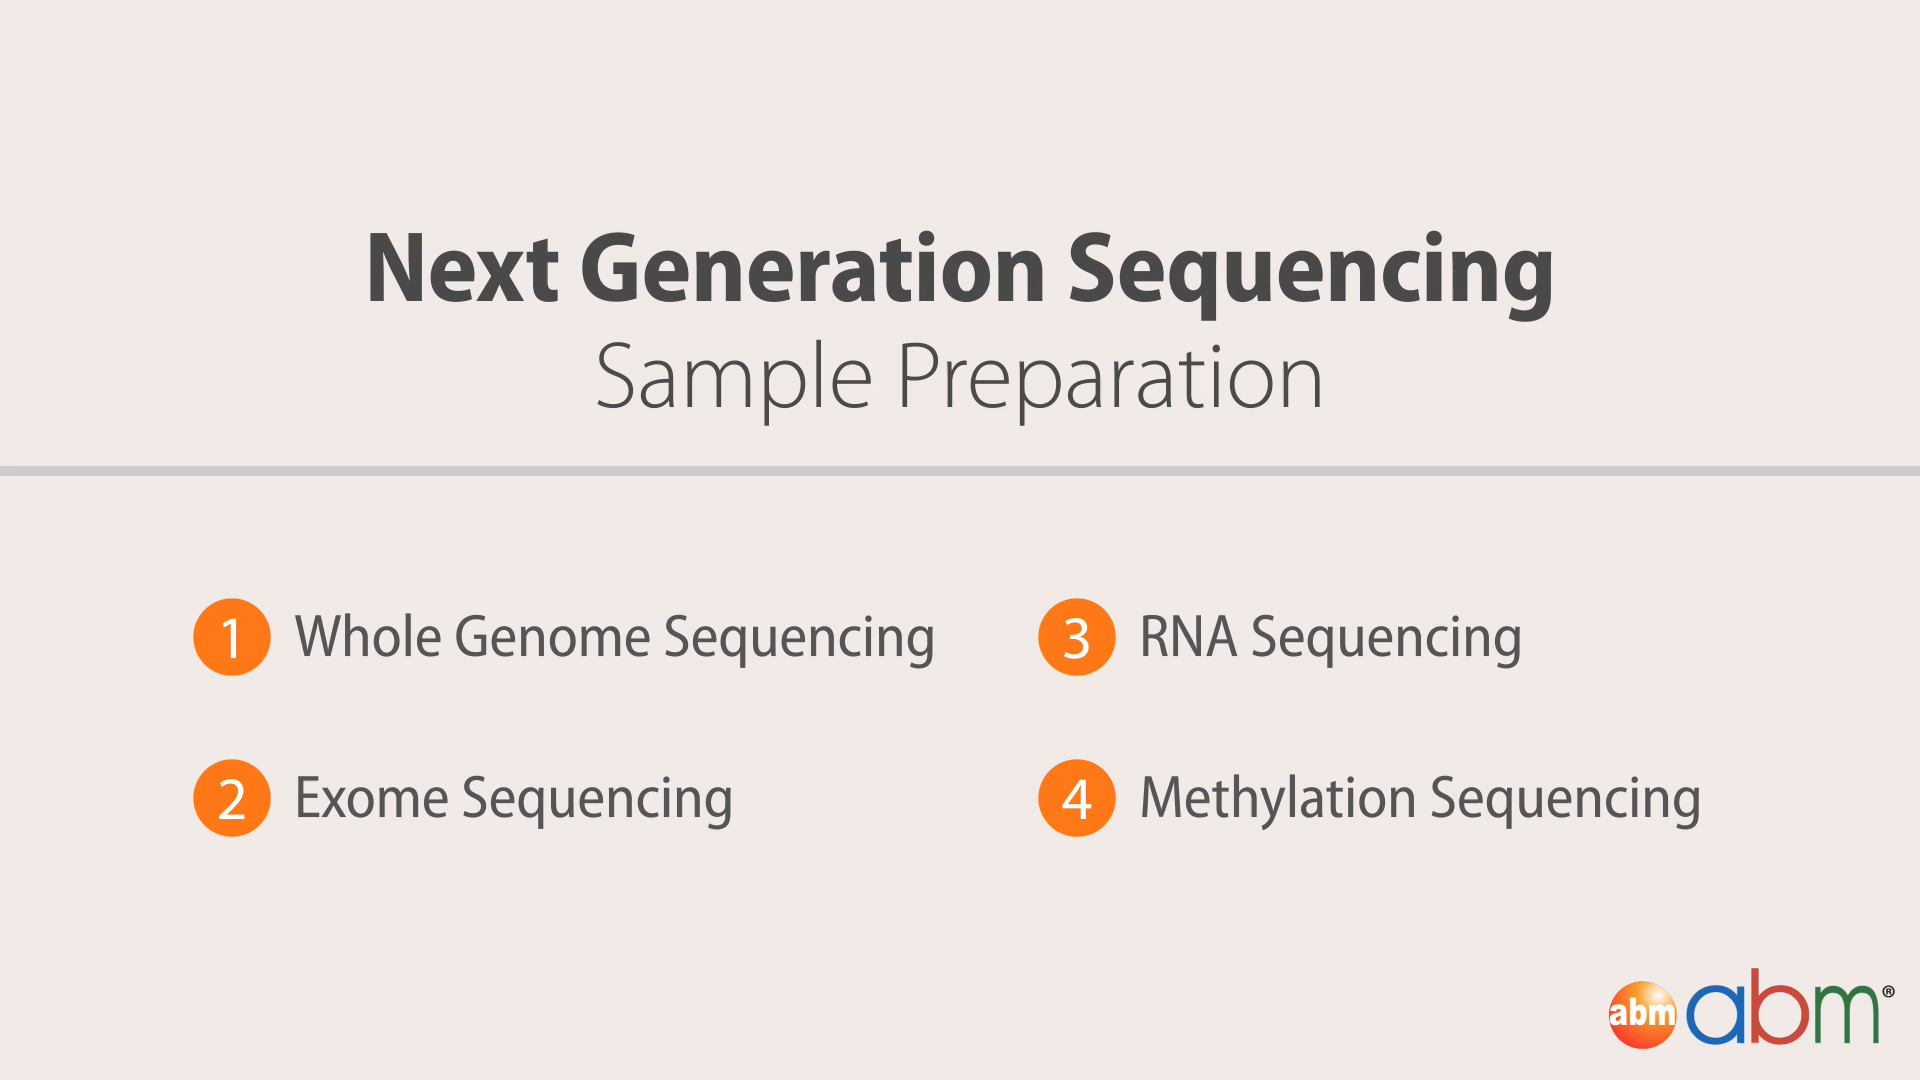 Next Generation Sequencing
Sample Preparation
1 Whole Genome Sequencing
2 Exome Sequencing
3 RNA Sequencing
4 Methylation Sequencing
abm abm®